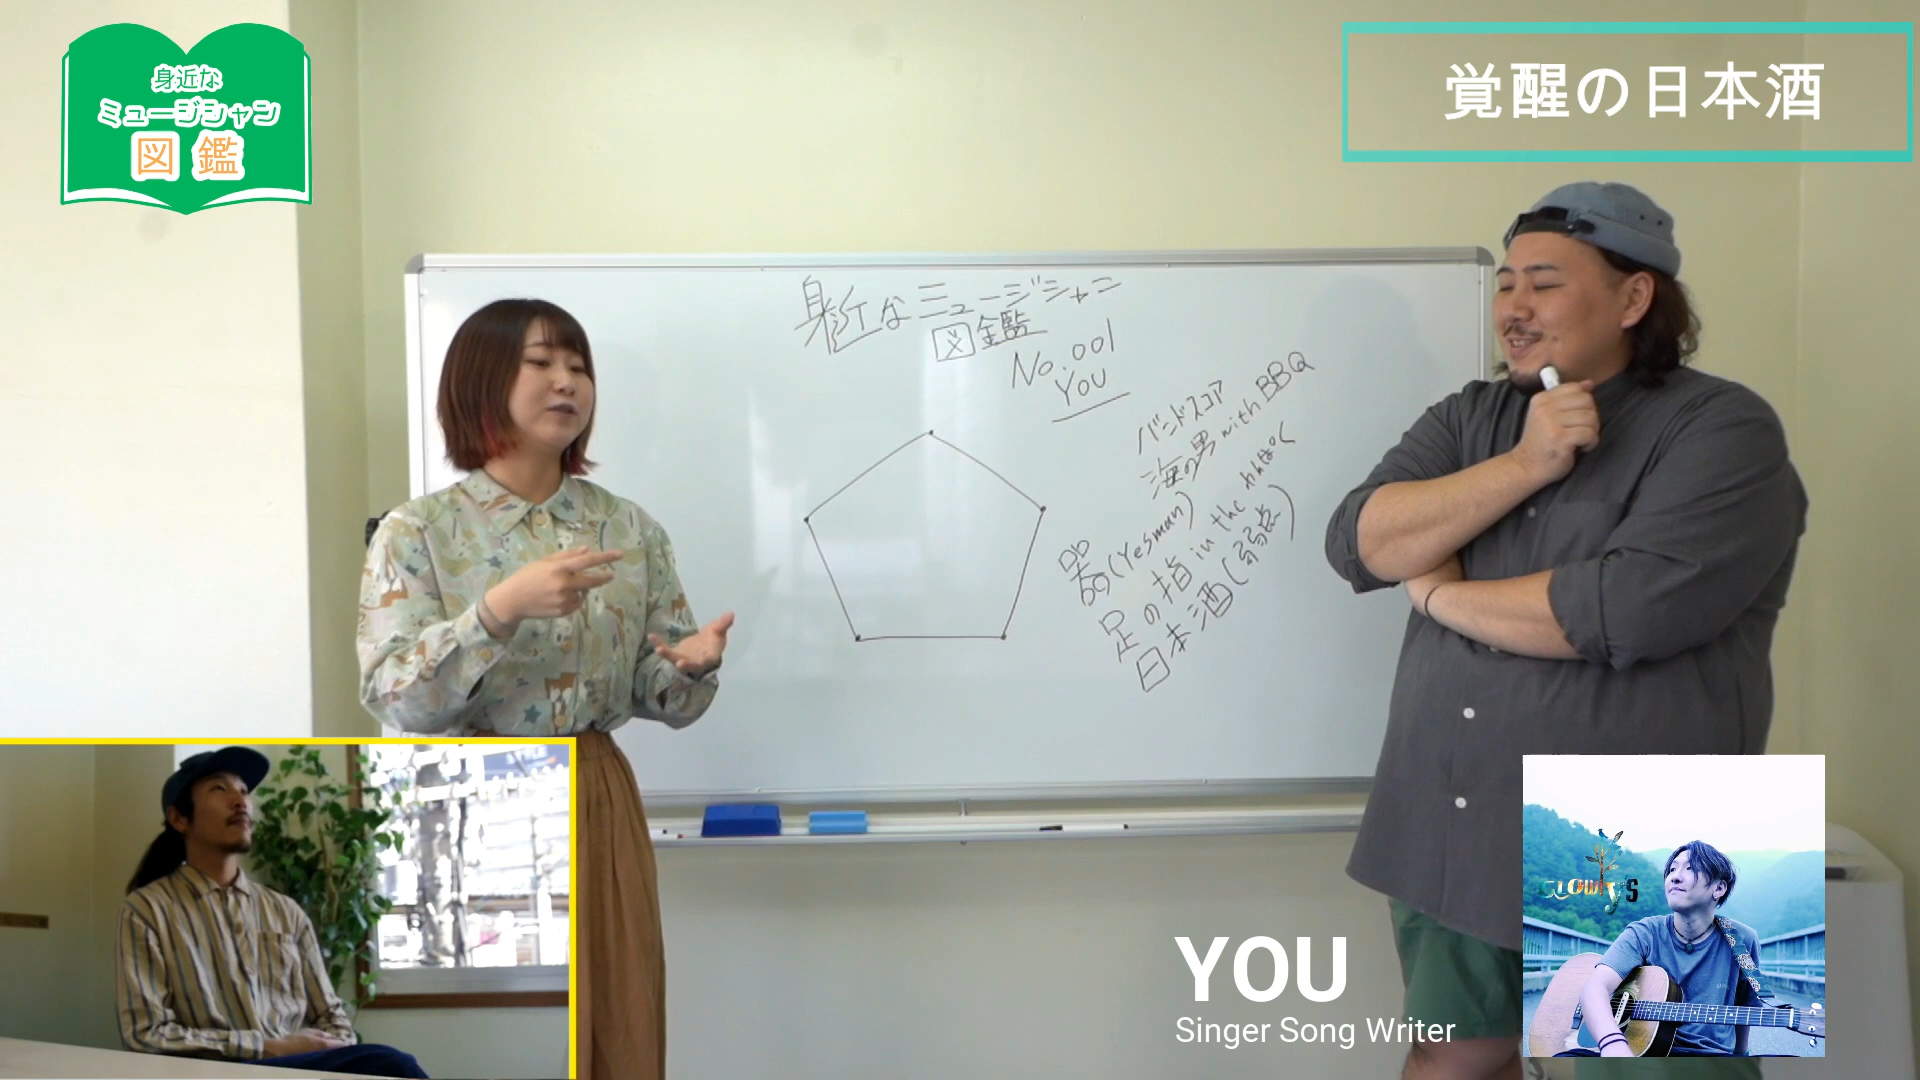 身近な
ミュージシャン
図鑑
覚醒の日本酒
身近なミュージシャン
図鑑
No.001
YOU
バンドスコア
海の男 with BBQ
器(Yesman)
足の指 in the わんぱく
日本酒(弱点)
GLOWLY'S
YOU
Singer Song Writer